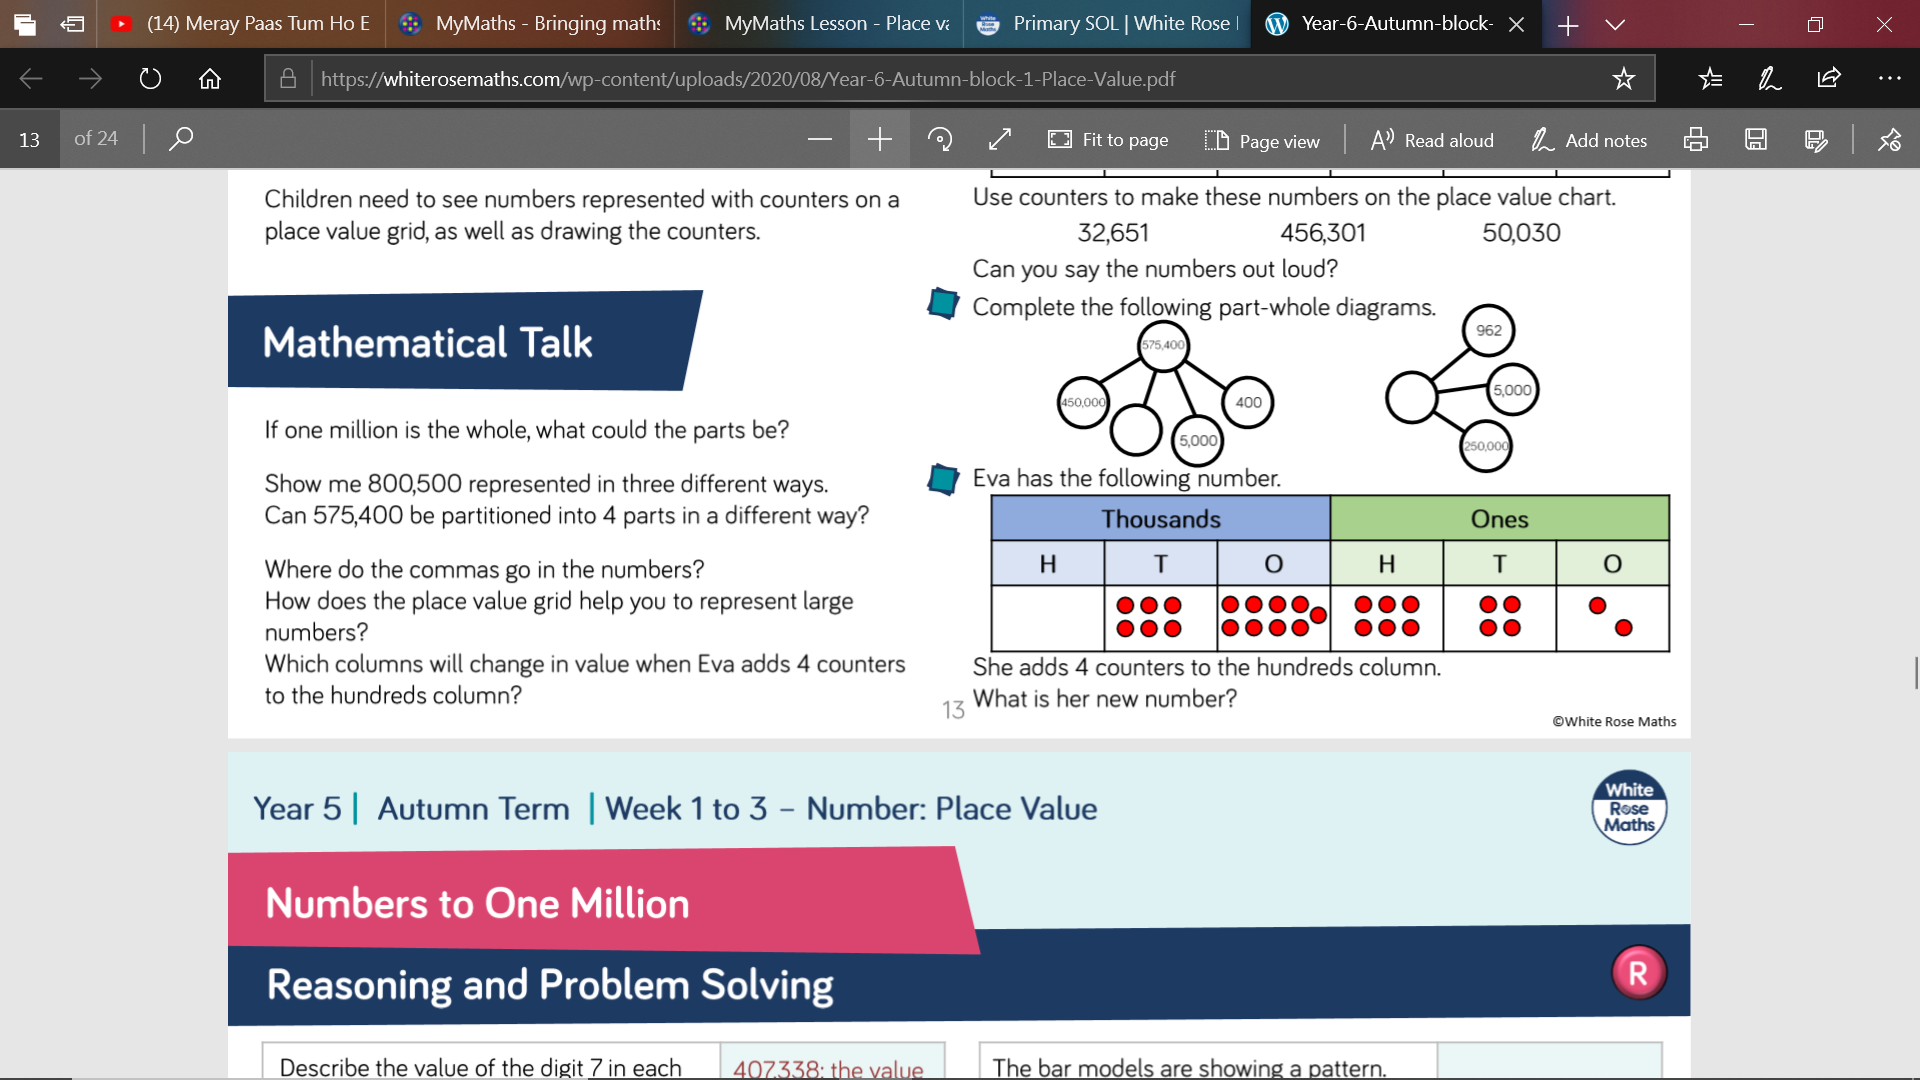 (14) Meray Paas Tum Ho E
MyMaths - Bringing maths
MyMaths Lesson - Place va
Primary SOL | White Rose
Year-6-Autumn-block-
https://whiterosemaths.com/wp-content/uploads/2020/08/Year-6-Autumn-block-1-Place-Value.pdf
13 of 24
Fit to page
Page view
Read aloud
Add notes
Children need to see numbers represented with counters on a
place value grid, as well as drawing the counters.
Mathematical Talk
If one million is the whole, what could the parts be?
Show me 800,500 represented in three different ways.
Can 575,400 be partitioned into 4 parts in a different way?
Where do the commas go in the numbers?
How does the place value grid help you to represent large
numbers?
Which columns will change in value when Eva adds 4 counters
to the hundreds column?
Use counters to make these numbers on the place value chart.
32,651 456,301 50,030
Can you say the numbers out loud?
Complete the following part-whole diagrams.
575,400
450,000
5,000
400
962
5,000
250,000
Eva has the following number.
Thousands Ones
H T O H T O
She adds 4 counters to the hundreds column.
What is her new number?
13
©White Rose Maths
Year 5 | Autumn Term | Week 1 to 3 – Number: Place Value
White
Rose
Maths
Numbers to One Million
Reasoning and Problem Solving
R
Describe the value of the digit 7 in each
407,338: the value
The bar models are showing a pattern.